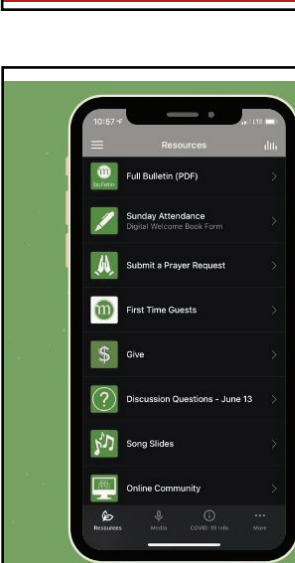 10:57
LTE
Resources
m
bulletin
Full Bulletin (PDF)
Sunday Attendance
Digital Welcome Book Form
Submit a Prayer Request
m
First Time Guests
$
Give
?
Discussion Questions - June 13
Song Slides
Online Community
Resources
Media
COVID-19 Info
More